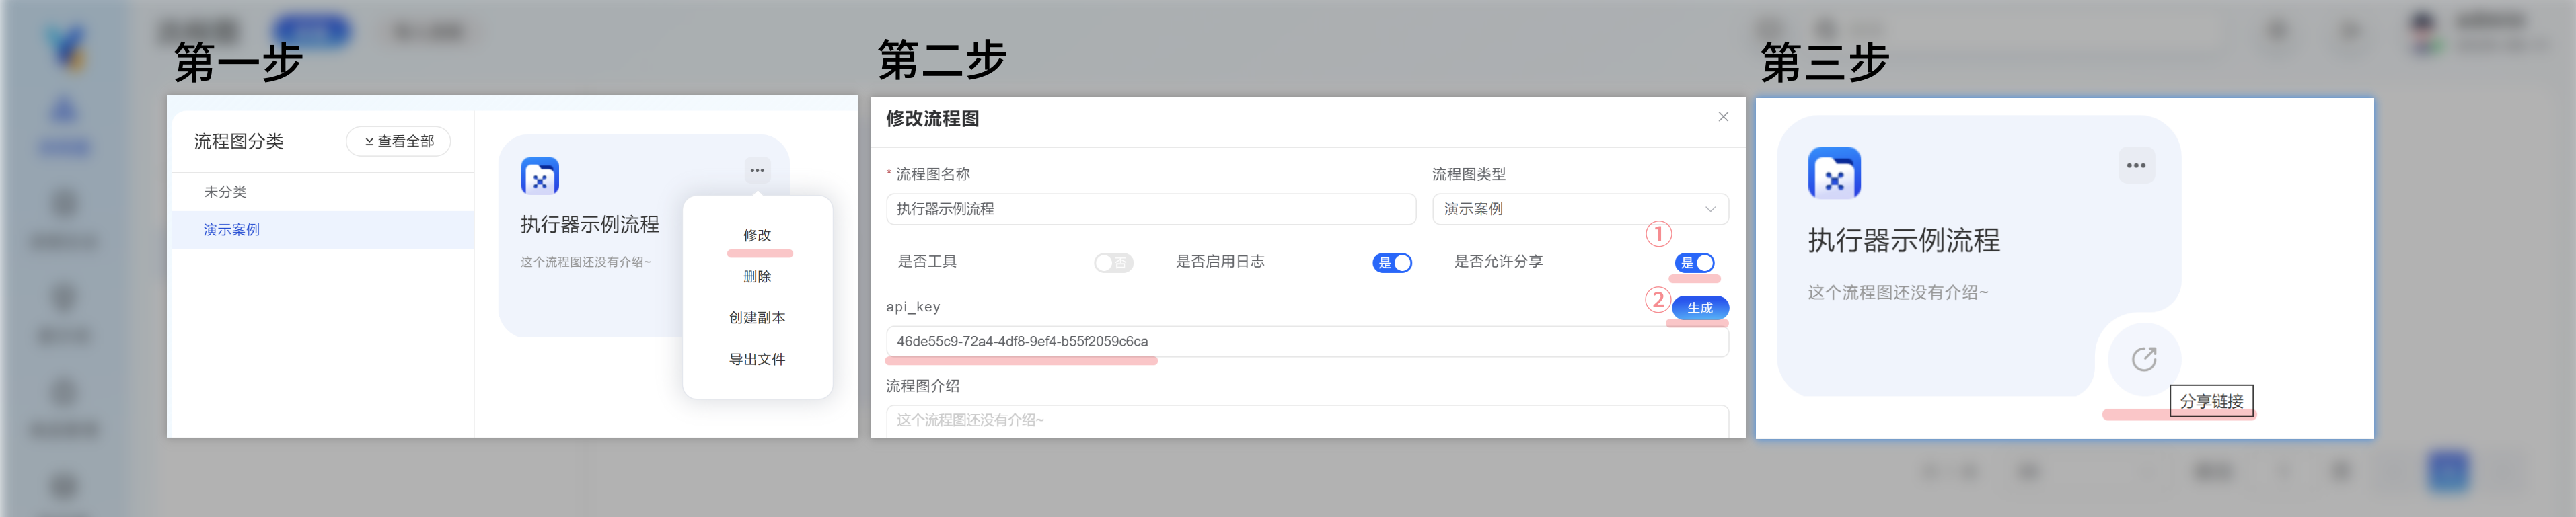 第一步
流程图分类
查看全部
未分类
演示案例
执行器示例流程
这个流程图还没有介绍~
修改
删除
创建副本
导出文件
第二步
修改流程图
* 流程图名称
流程图类型
执行器示例流程
演示案例
①
是否工具
否
是否启用日志
是
是否允许分享
是
api_key
②
生成
46de55c9-72a4-4df8-9ef4-b55f2059c6ca
流程图介绍
这个流程图还没有介绍~
第三步
执行器示例流程
这个流程图还没有介绍~
分享链接